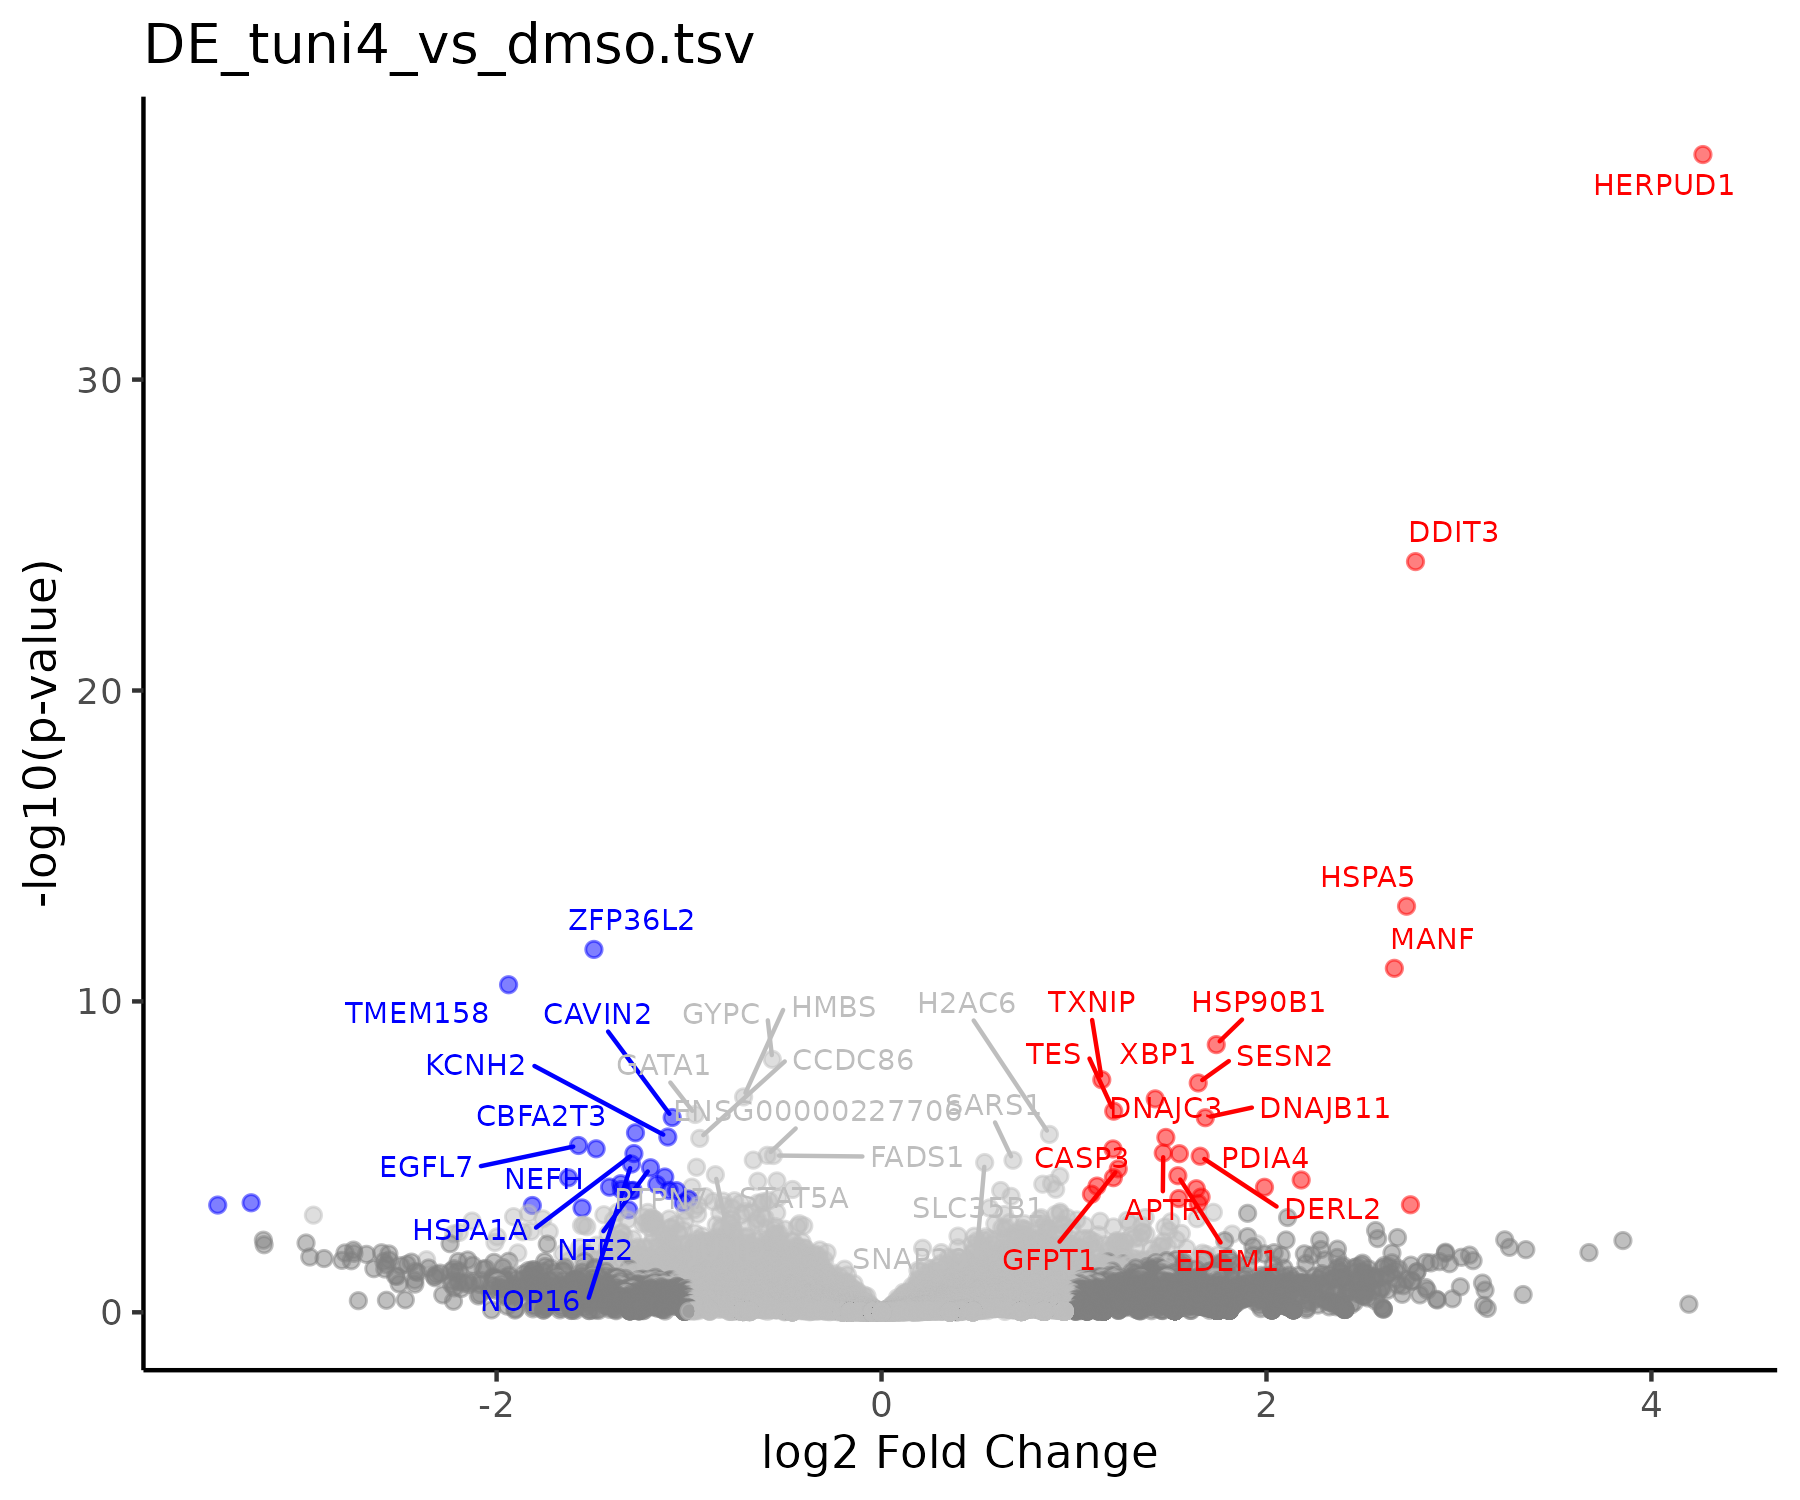 DE_tuni4_vs_dmso.tsv
HERPUD1
30
DDIT3
20
HSPA5
ZFP36L2
MANF
10
TMEM158
CAVIN2
GYPC
HMBS
H2AC6
TXNIP
HSP90B1
KCNH2
GATA1
CCDC86
TES
XBP1
SESN2
CBFA2T3
ENSG00000227706
SARS1
DNAJC3
DNAJB11
EGFL7
NEFH
FADS1
CASP3
PDIA4
STAT5A
SLC35B1
APTR
DERL2
HSPA1A
NFE2
GFPT1
EDEM1
NOP16
0
-2
0
2
4
log2 Fold Change
-log10(p-value)